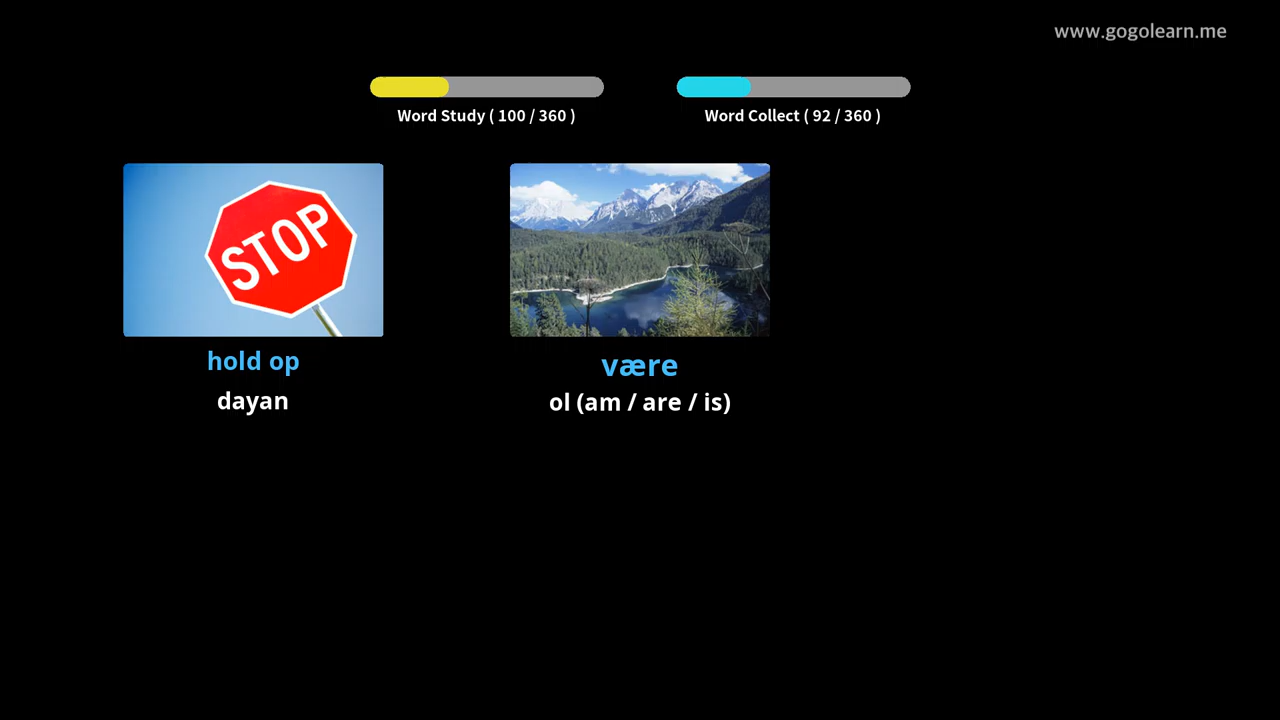 www.gogolearn.me
Word Study ( 100 / 360 )
Word Collect ( 92 / 360 )
STOP
hold op
være
dayan
ol (am / are / is)